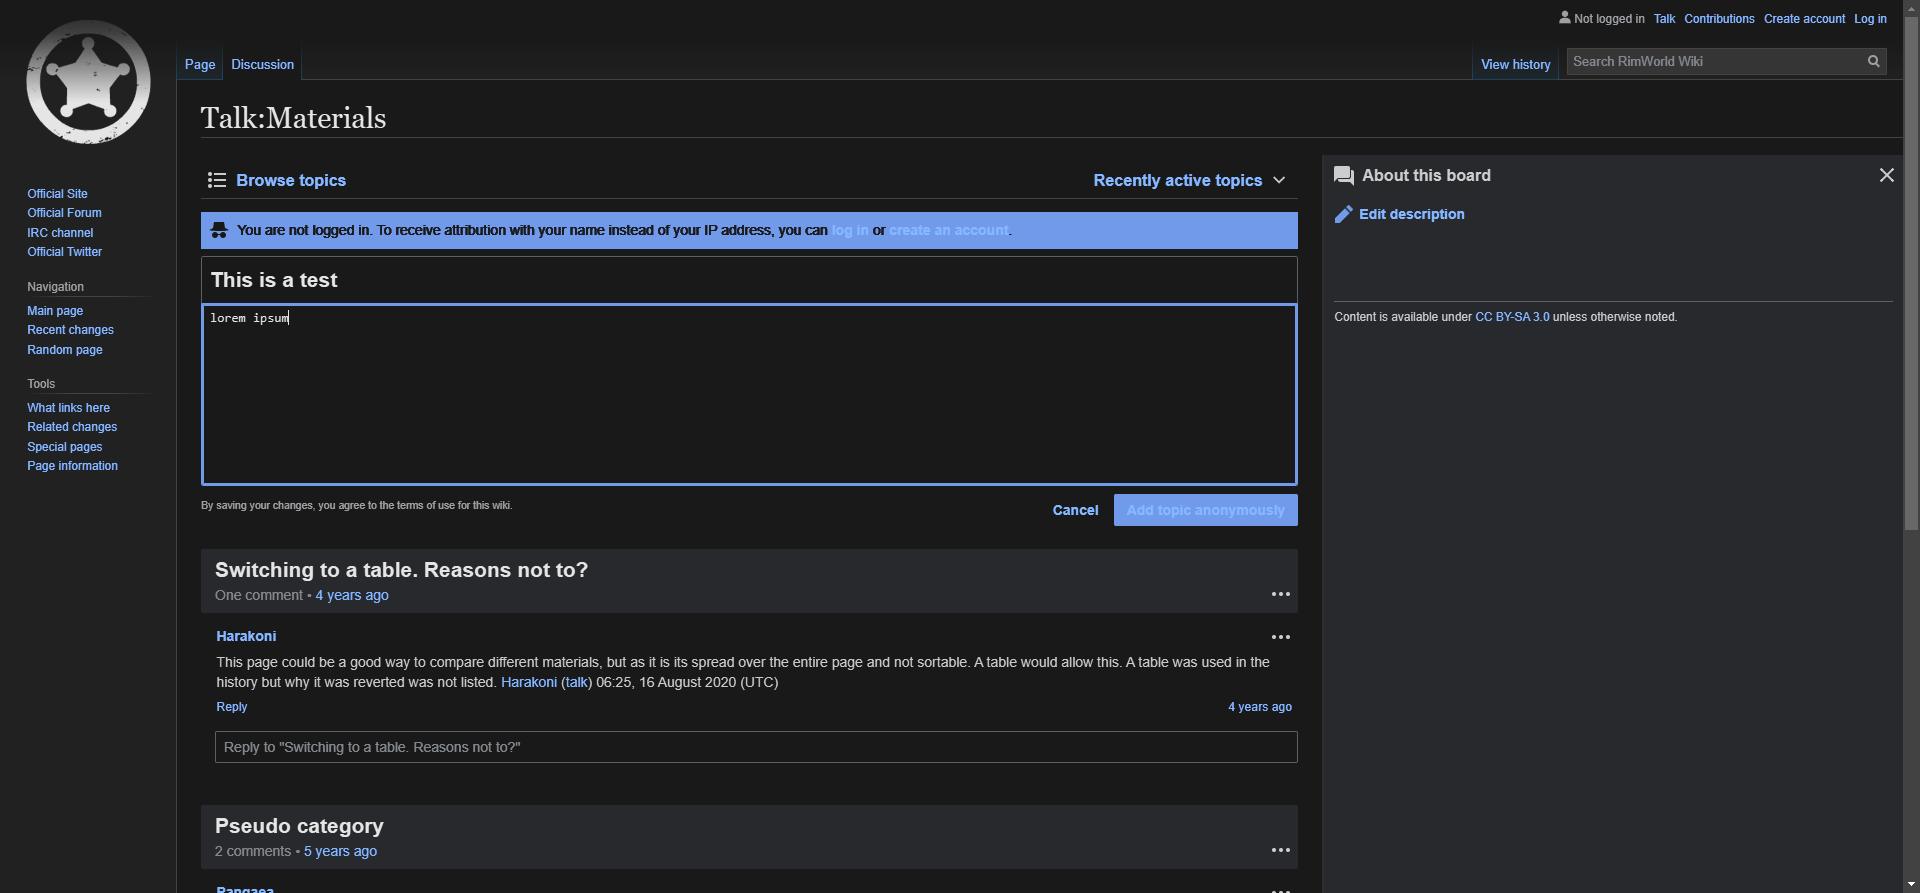 Not logged in Talk Contributions Create account Log in
Page Discussion View history Search RimWorld Wiki
Talk:Materials
Official Site
Official Forum
IRC channel
Official Twitter
Navigation
Main page
Recent changes
Random page
Tools
What links here
Related changes
Special pages
Page information
Browse topics Recently active topics
You are not logged in. To receive attribution with your name instead of your IP address, you can log in or create an account.
This is a test
lorem ipsum
By saving your changes, you agree to the terms of use for this wiki.
Cancel Add topic anonymously
Switching to a table. Reasons not to?
One comment • 4 years ago
Harakoni
This page could be a good way to compare different materials, but as it is its spread over the entire page and not sortable. A table would allow this. A table was used in the
history but why it was reverted was not listed. Harakoni (talk) 06:25, 16 August 2020 (UTC)
Reply 4 years ago
Reply to "Switching to a table. Reasons not to?"
Pseudo category
2 comments • 5 years ago
Pangaea
About this board
Edit description
Content is available under CC BY-SA 3.0 unless otherwise noted.